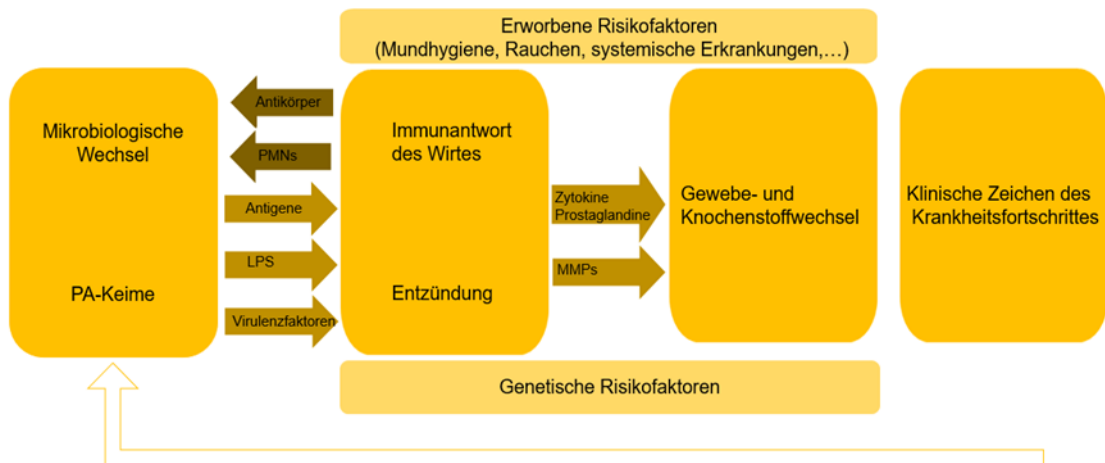 Erworbene Risikofaktoren
(Mundhygiene, Rauchen, systemische Erkrankungen,...)
Mikrobiologische
Wechsel
PA-Keime
Antikörper
PMNs
Antigene
LPS
Virulenzfaktoren
Immunantwort
des Wirtes
Entzündung
Zytokine
Prostaglandine
MMPs
Gewebe- und
Knochenstoffwechsel
Klinische Zeichen des
Krankheitsfortschrittes
Genetische Risikofaktoren